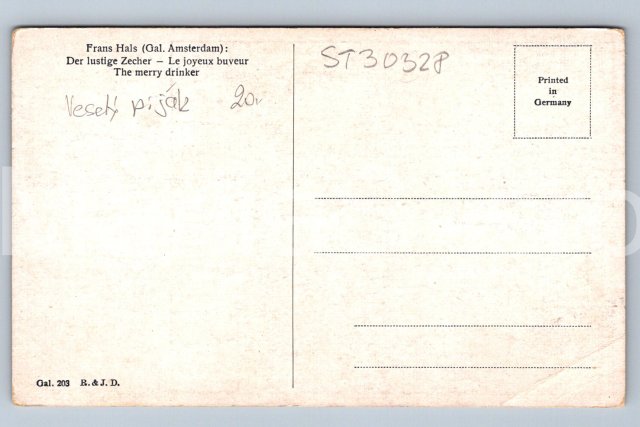 Frans Hals (Gal. Amsterdam):
Der lustige Zecher — Le joyeux buveur
The merry drinker
Veselý piják 20,-
ST30328
Printed
in
Germany
Gal. 203 R. & J. D.